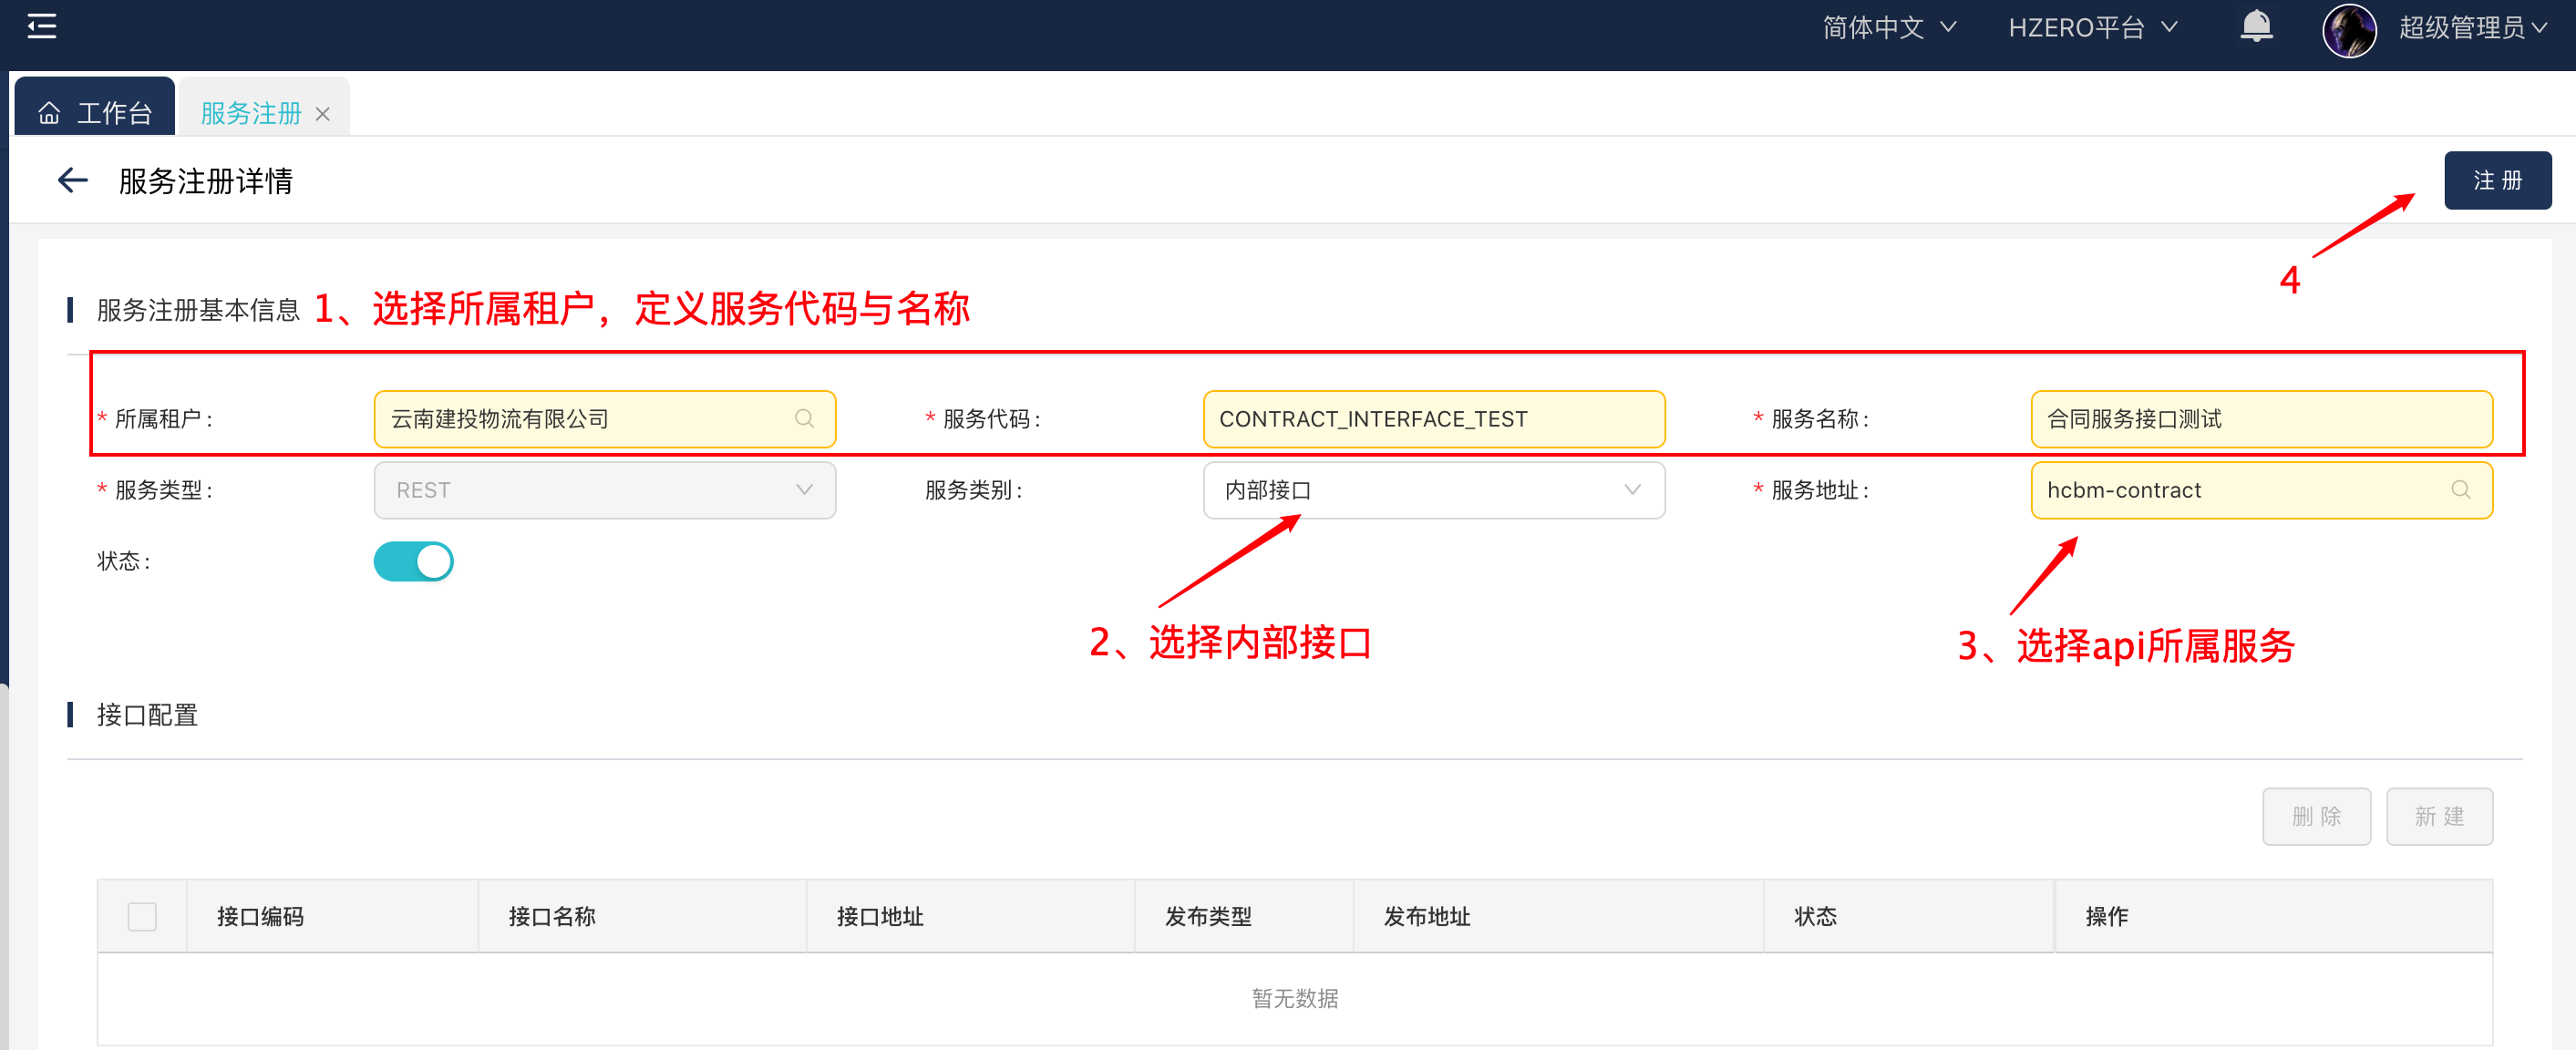 简体中文 HZERO平台 超级管理员
工作台 服务注册
服务注册详情 注 册
4
服务注册基本信息 1、选择所属租户，定义服务代码与名称
* 所属租户: 云南建投物流有限公司 * 服务代码: CONTRACT_INTERFACE_TEST * 服务名称: 合同服务接口测试
* 服务类型: REST 服务类别: 内部接口 * 服务地址: hcbm-contract
状态:
2、选择内部接口 3、选择api所属服务
接口配置
删 除 新 建
接口编码 接口名称 接口地址 发布类型 发布地址 状态 操作
暂无数据